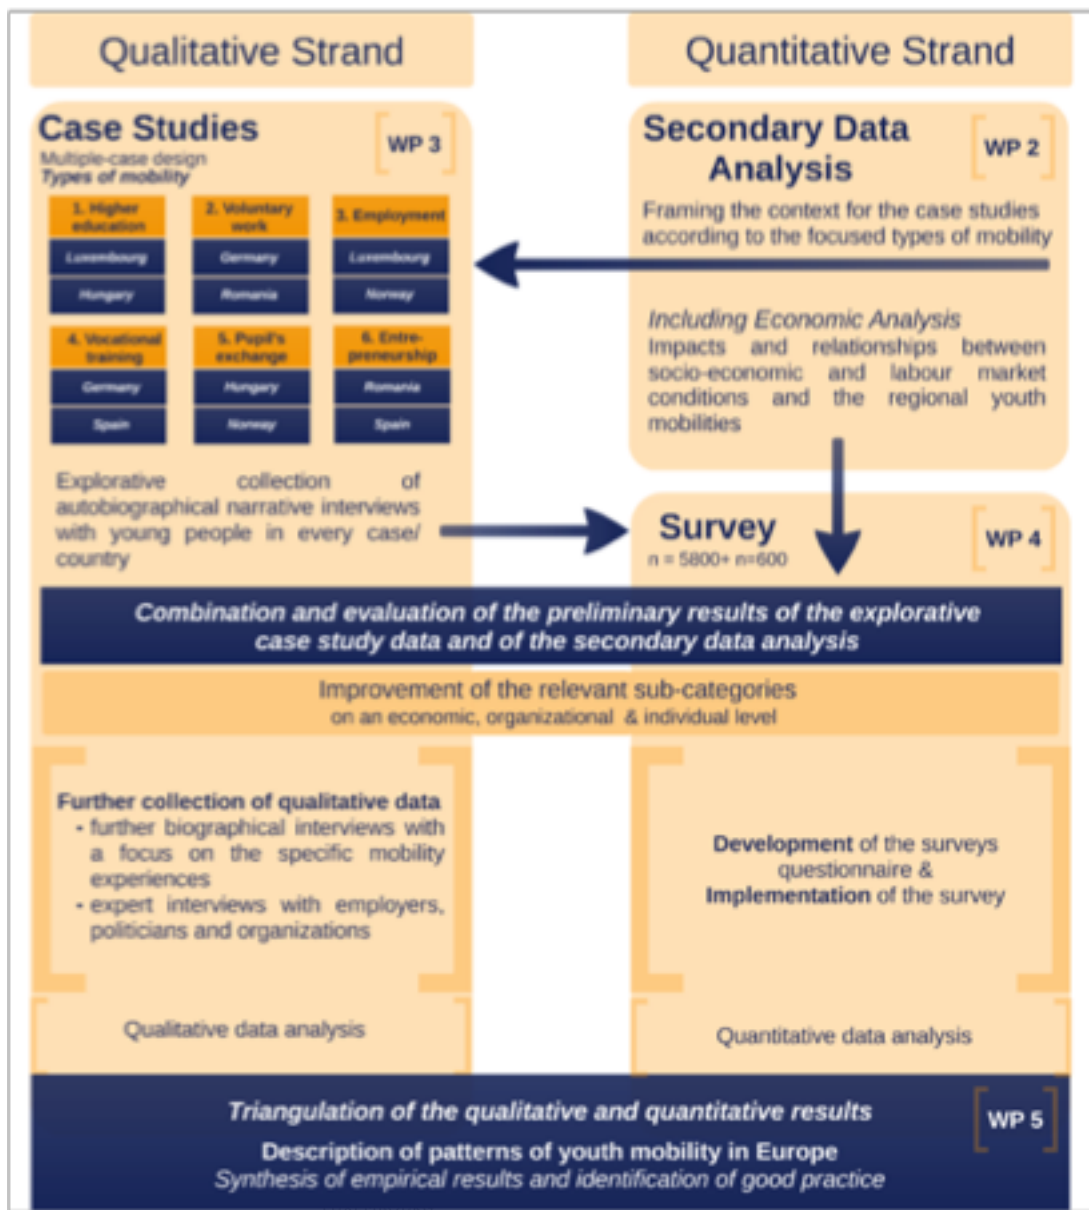 Qualitative Strand
Quantitative Strand
Case Studies
WP 3
Multiple-case design
Types of mobility
1. Higher
education
Luxembourg
Hungary
2. Voluntary
work
Germany
Romania
3. Employment
Luxembourg
Norway
4. Vocational
training
Germany
Spain
5. Pupil's
exchange
Hungary
Norway
6. Entre-
preneurship
Romania
Spain
Explorative collection of
autobiographical narrative interviews
with young people in every case/
country
Secondary Data
Analysis
WP 2
Framing the context for the case studies
according to the focused types of mobility
Including Economic Analysis
Impacts and relationships between
socio-economic and labour market
conditions and the regional youth
mobilities
Survey
WP 4
n = 5800+ n=600
Combination and evaluation of the preliminary results of the explorative
case study data and of the secondary data analysis
Improvement of the relevant sub-categories
on an economic, organizational & individual level
Further collection of qualitative data
- further biographical interviews with
a focus on the specific mobility
experiences
- expert interviews with employers,
politicians and organizations
Development of the surveys
questionnaire &
Implementation of the survey
Qualitative data analysis
Quantitative data analysis
Triangulation of the qualitative and quantitative results
WP 5
Description of patterns of youth mobility in Europe
Synthesis of empirical results and identification of good practice